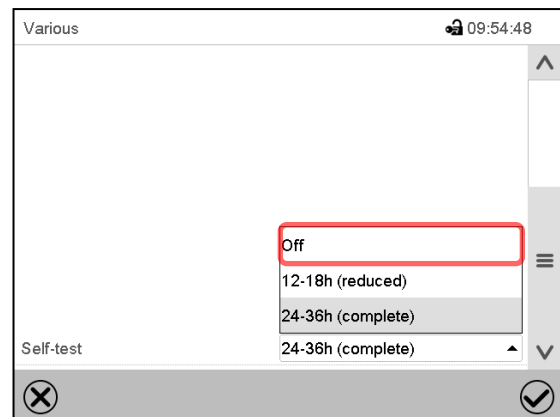 Various 09:54:48
Off
12-18h (reduced)
24-36h (complete)
Self-test 24-36h (complete)